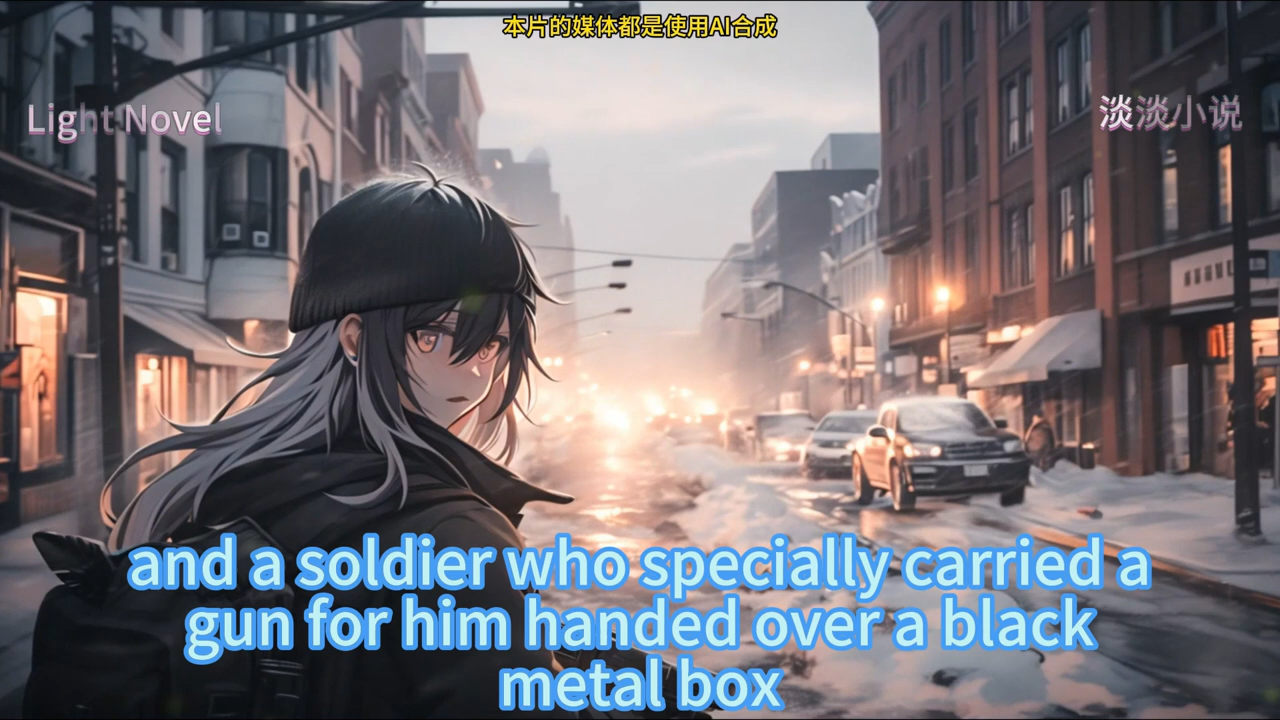 本片的媒体都是使用AI合成
Light Novel
淡淡小说
and a soldier who specially carried a
gun for him handed over a black
metal box